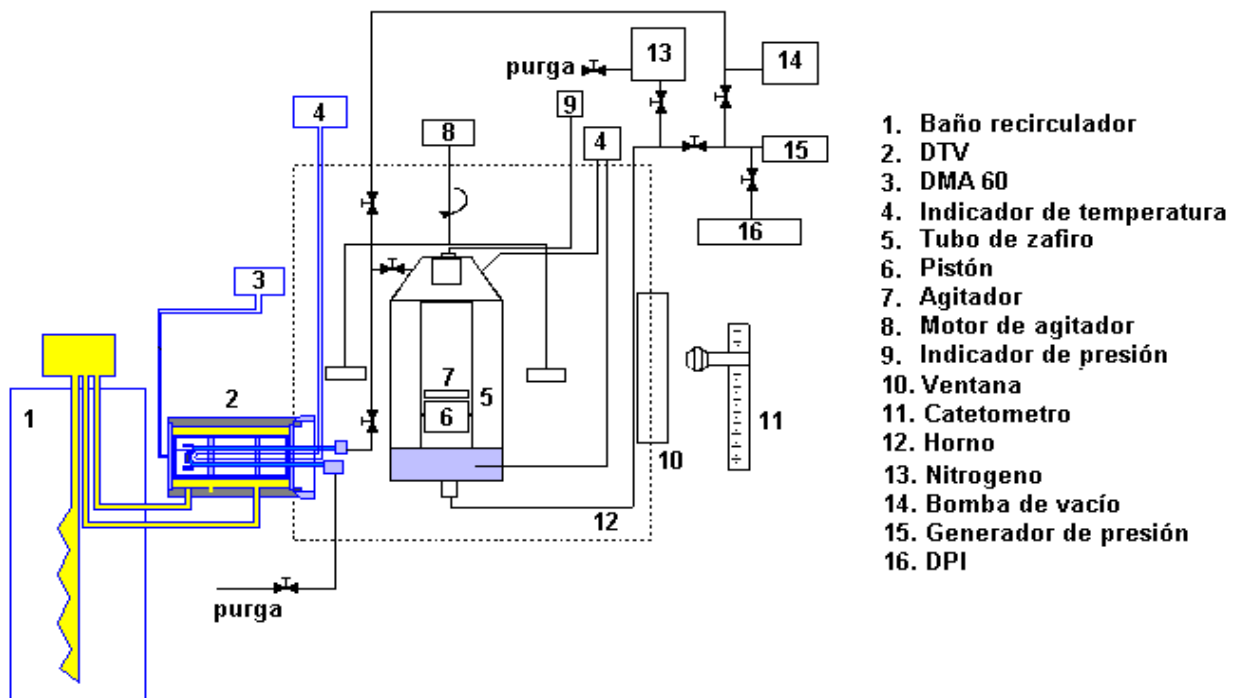 13
14
purga
9
4
8
4
15
16
3
7
5
6
2
1
10
11
12
purga
1. Baño recirculador
2. DTV
3. DMA 60
4. Indicador de temperatura
5. Tubo de zafiro
6. Pistón
7. Agitador
8. Motor de agitador
9. Indicador de presión
10. Ventana
11. Catetometro
12. Horno
13. Nitrogeno
14. Bomba de vacío
15. Generador de presión
16. DPI